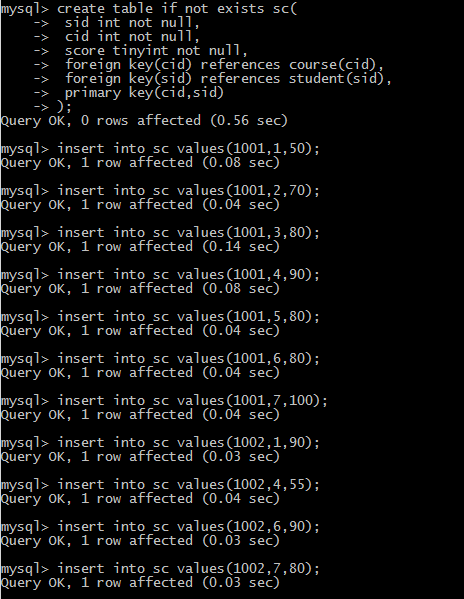 mysql> create table if not exists sc(
    -> sid int not null,
    -> cid int not null,
    -> score tinyint not null,
    -> foreign key(cid) references course(cid),
    -> foreign key(sid) references student(sid),
    -> primary key(cid,sid)
    -> );
Query OK, 0 rows affected (0.56 sec)
mysql> insert into sc values(1001,1,50);
Query OK, 1 row affected (0.08 sec)
mysql> insert into sc values(1001,2,70);
Query OK, 1 row affected (0.04 sec)
mysql> insert into sc values(1001,3,80);
Query OK, 1 row affected (0.14 sec)
mysql> insert into sc values(1001,4,90);
Query OK, 1 row affected (0.08 sec)
mysql> insert into sc values(1001,5,80);
Query OK, 1 row affected (0.04 sec)
mysql> insert into sc values(1001,6,80);
Query OK, 1 row affected (0.04 sec)
mysql> insert into sc values(1001,7,100);
Query OK, 1 row affected (0.04 sec)
mysql> insert into sc values(1002,1,90);
Query OK, 1 row affected (0.03 sec)
mysql> insert into sc values(1002,4,55);
Query OK, 1 row affected (0.04 sec)
mysql> insert into sc values(1002,6,90);
Query OK, 1 row affected (0.03 sec)
mysql> insert into sc values(1002,7,80);
Query OK, 1 row affected (0.03 sec)